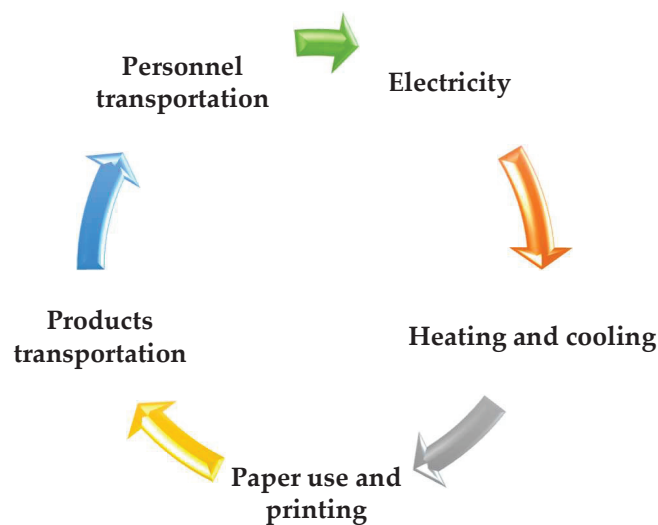 Personnel
transportation
Electricity
Heating and cooling
Paper use and
printing
Products
transportation